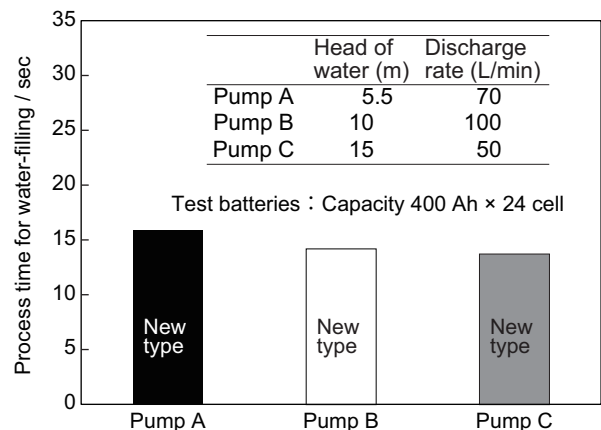 Process time for water-filling / sec
35
30
25
20
15
10
5
0
Head of water (m) Discharge rate (L/min)
Pump A 5.5 70
Pump B 10 100
Pump C 15 50
Test batteries：Capacity 400 Ah × 24 cell
New type
New type
New type
Pump A Pump B Pump C